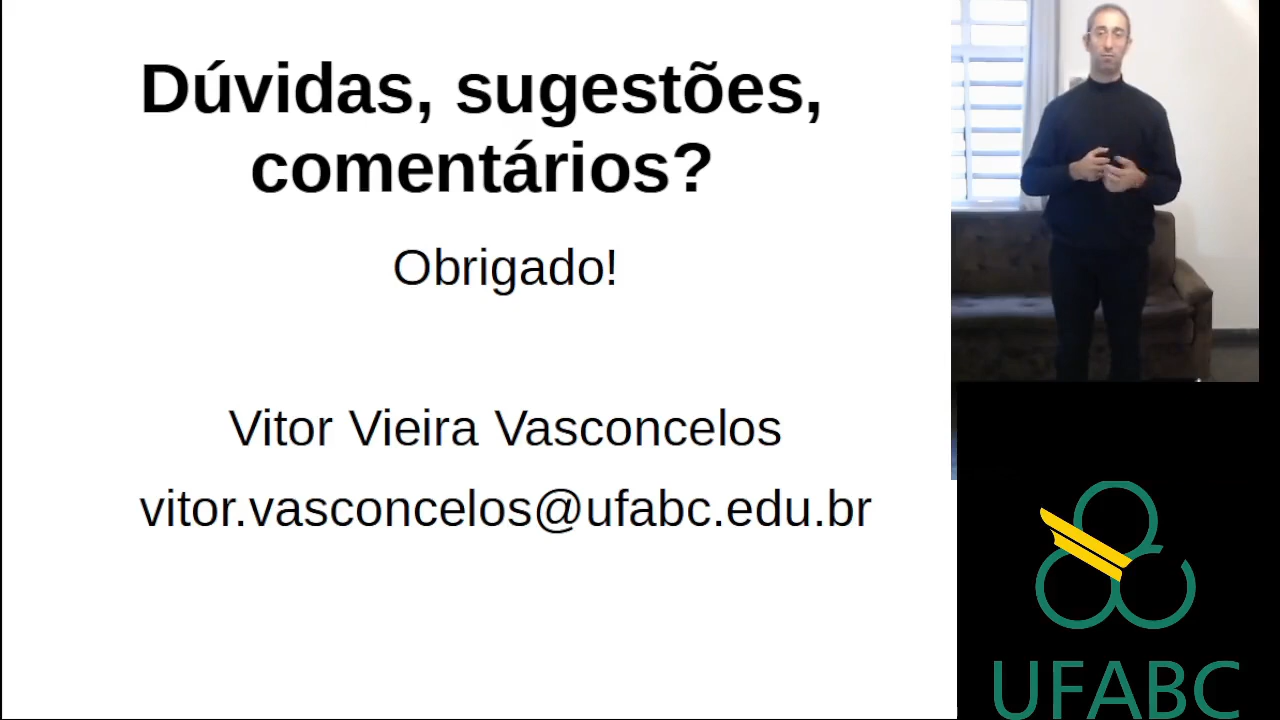 Dúvidas, sugestões,
comentários?
Obrigado!
Vitor Vieira Vasconcelos
vitor.vasconcelos@ufabc.edu.br
UFABC